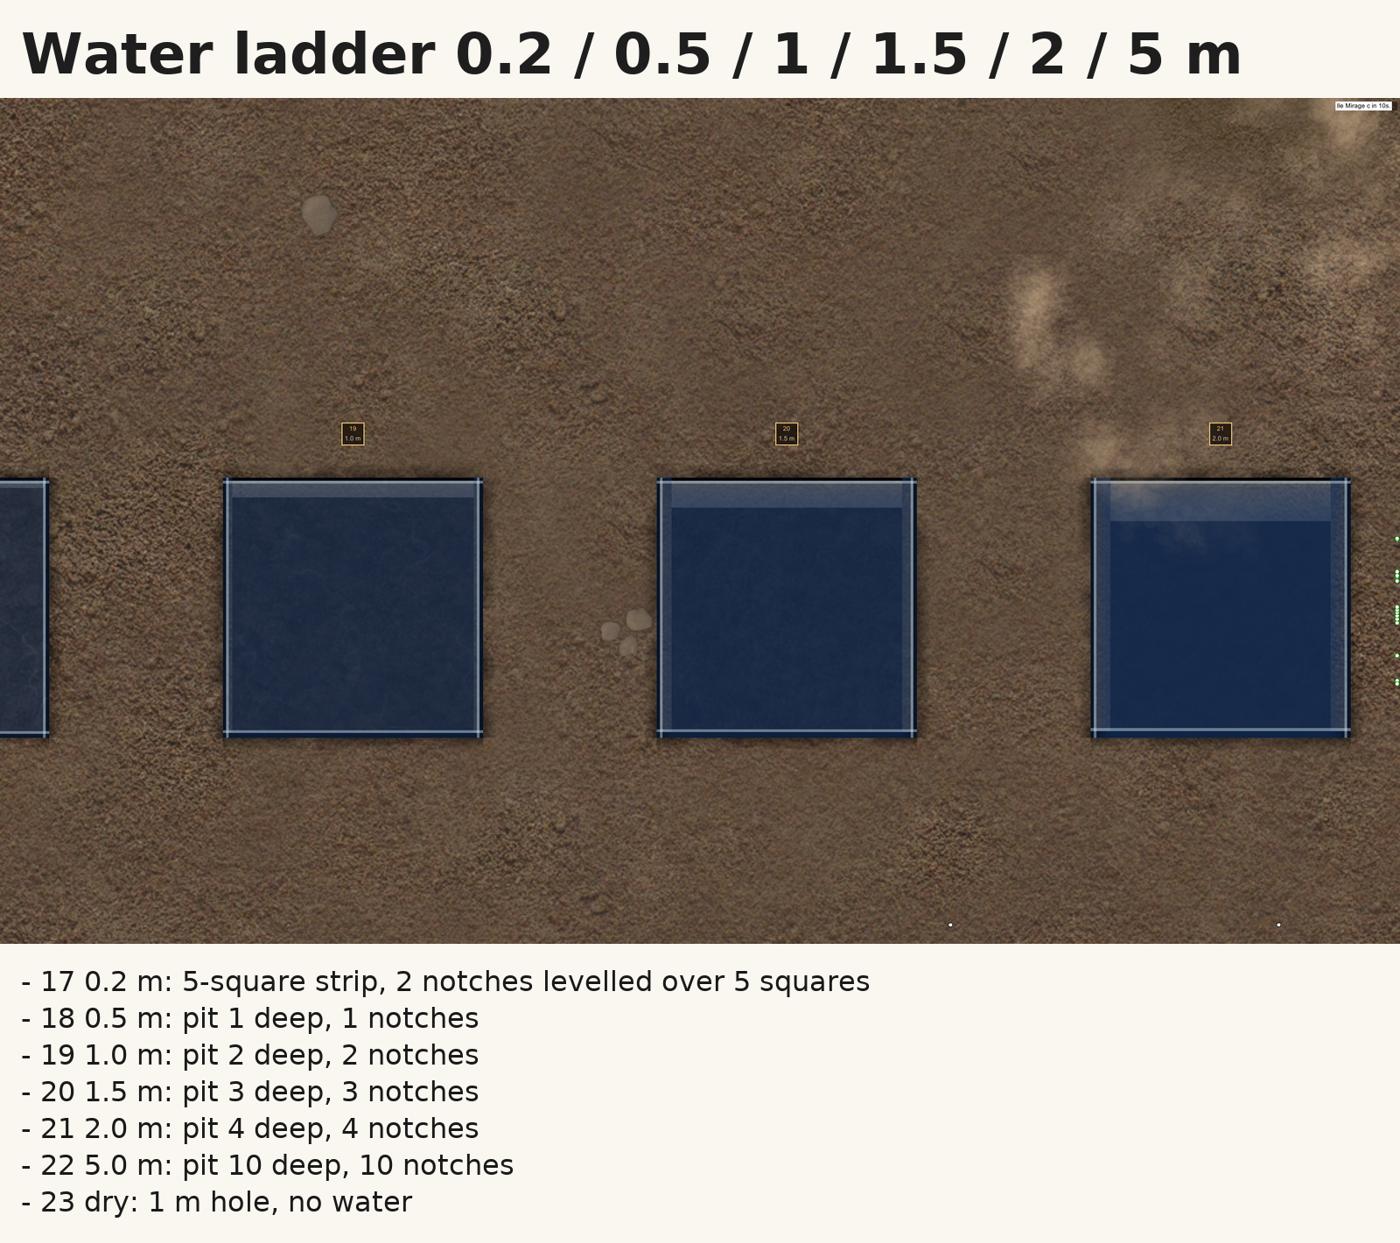 Water ladder 0.2 / 0.5 / 1 / 1.5 / 2 / 5 m
lle Mirage c in 10s.
19
1.0 m
20
1.5 m
21
2.0 m
- 17 0.2 m: 5-square strip, 2 notches levelled over 5 squares
- 18 0.5 m: pit 1 deep, 1 notches
- 19 1.0 m: pit 2 deep, 2 notches
- 20 1.5 m: pit 3 deep, 3 notches
- 21 2.0 m: pit 4 deep, 4 notches
- 22 5.0 m: pit 10 deep, 10 notches
- 23 dry: 1 m hole, no water